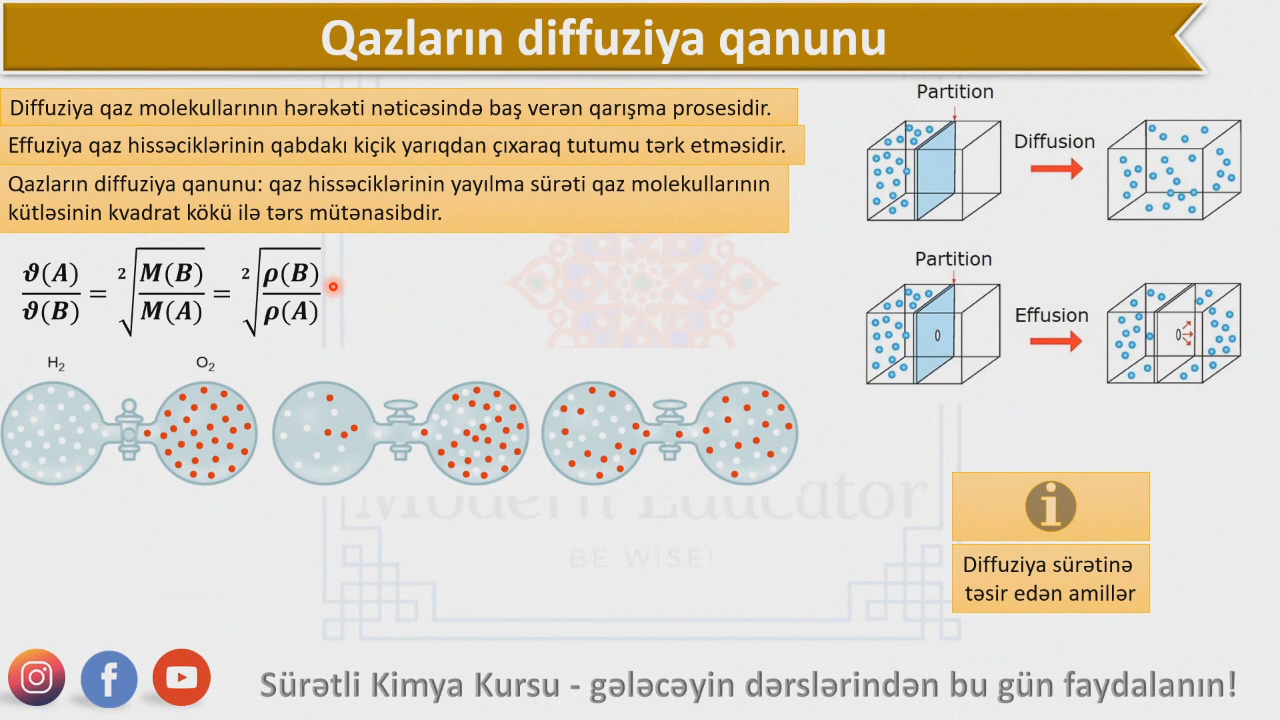 Qazların diffuziya qanunu
Diffuziya qaz molekullarının hərəkəti nəticəsində baş verən qarışma prosesidir.
Effuziya qaz hissəciklərinin qabdakı kiçik yarıqdan çıxaraq tutumu tərk etməsidir.
Qazların diffuziya qanunu: qaz hissəciklərinin yayılma sürəti qaz molekullarının
kütləsinin kvadrat kökü ilə tərs mütənasibdir.
ϑ(A)/ϑ(B) = ²√(M(B)/M(A)) = ²√(ρ(B)/ρ(A))
H₂ O₂
Partition
Diffusion
Partition
Effusion
Modern Educator
BE WISE!
i
Diffuziya sürətinə
təsir edən amillər
Sürətli Kimya Kursu - gələcəyin dərslərindən bu gün faydalanın!